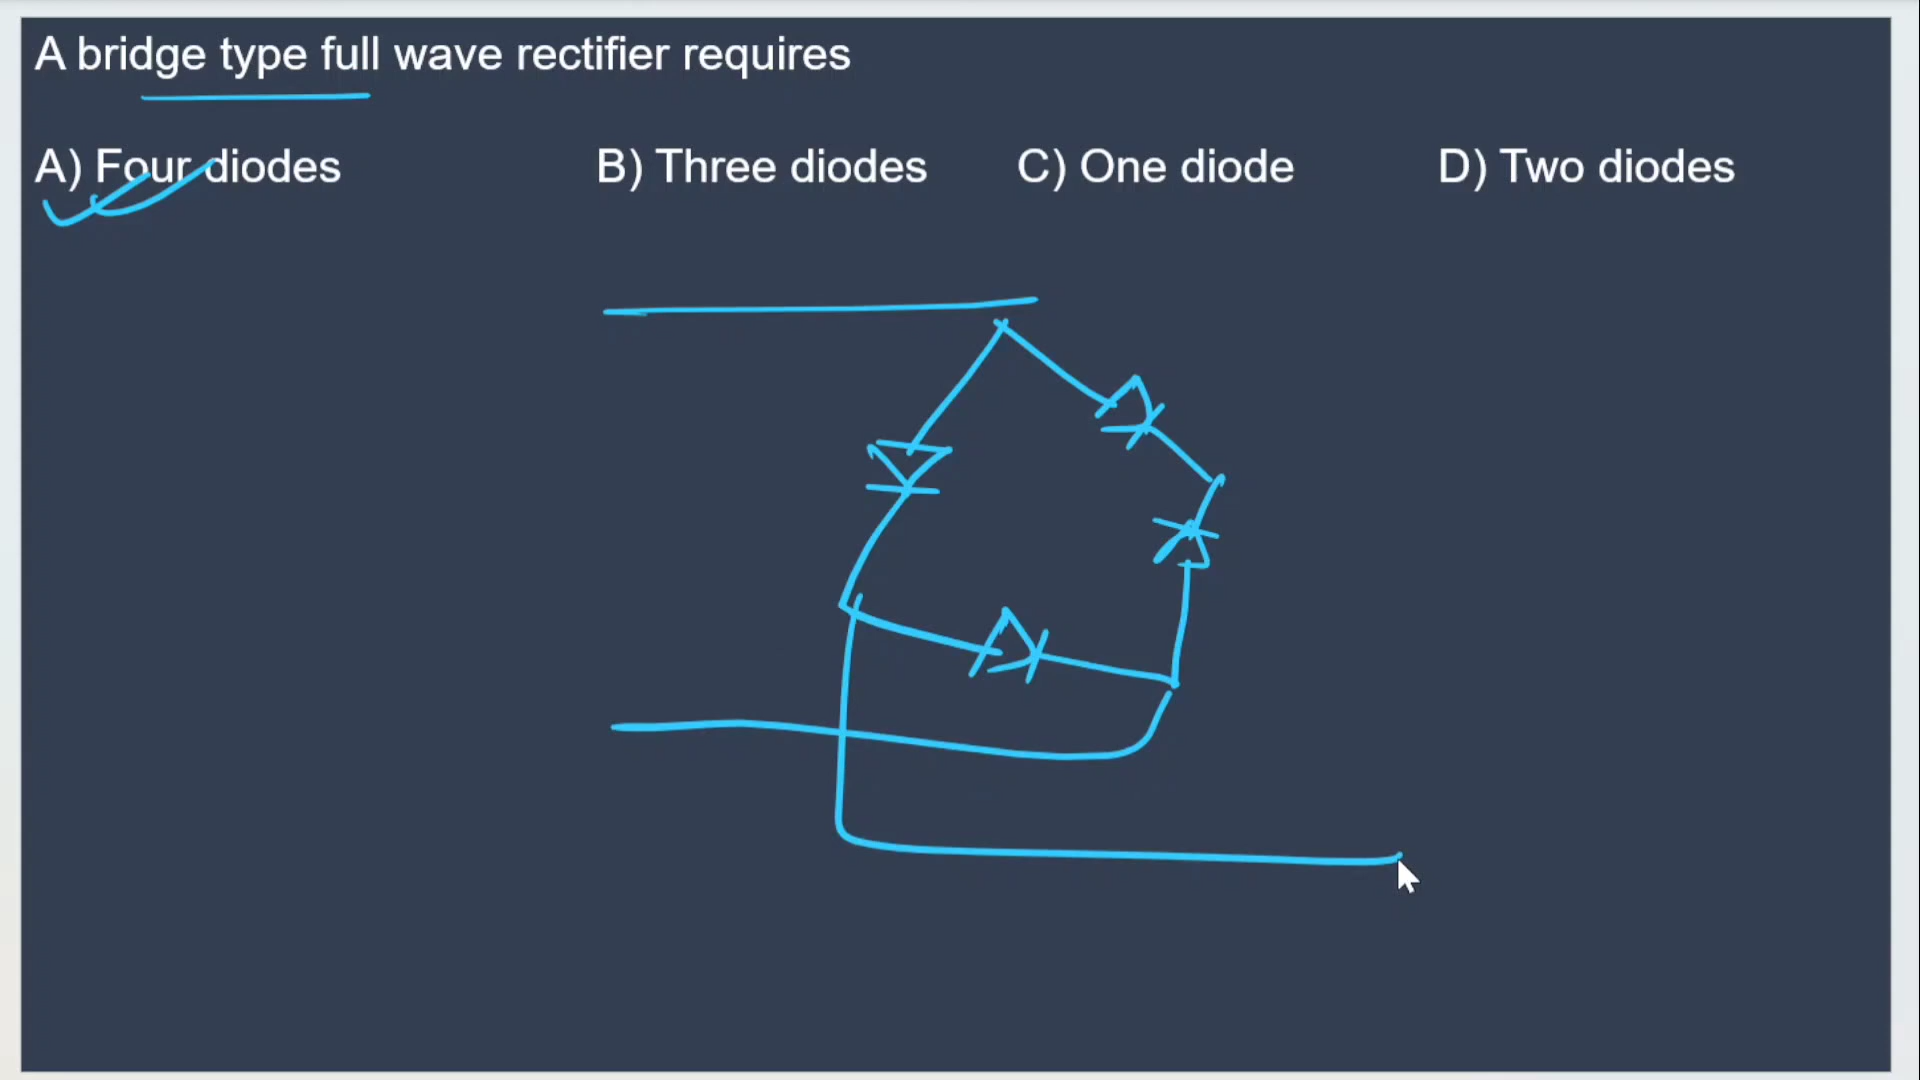 A bridge type full wave rectifier requires
A) Four diodes B) Three diodes C) One diode D) Two diodes